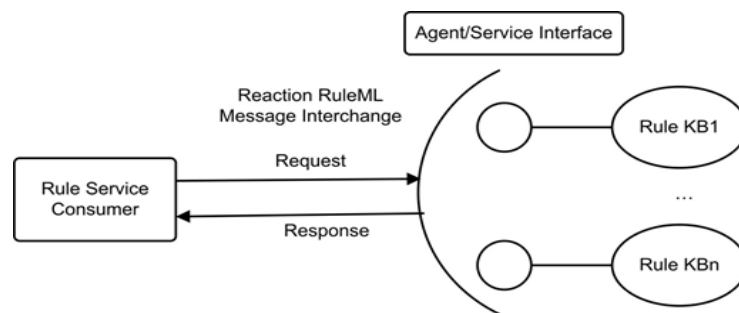 Agent/Service Interface
Reaction RuleML
Message Interchange
Rule KB1
Request
Rule Service
Consumer
...
Response
Rule KBn